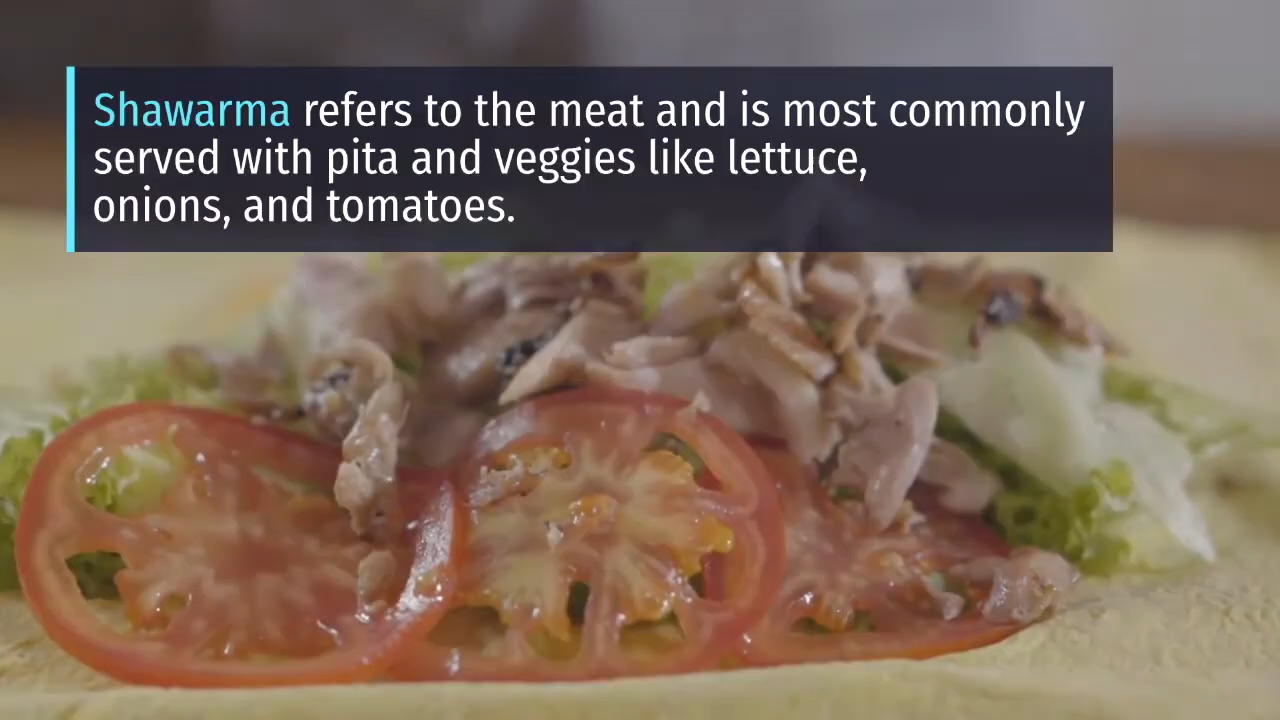 Shawarma refers to the meat and is most commonly
served with pita and veggies like lettuce,
onions, and tomatoes.